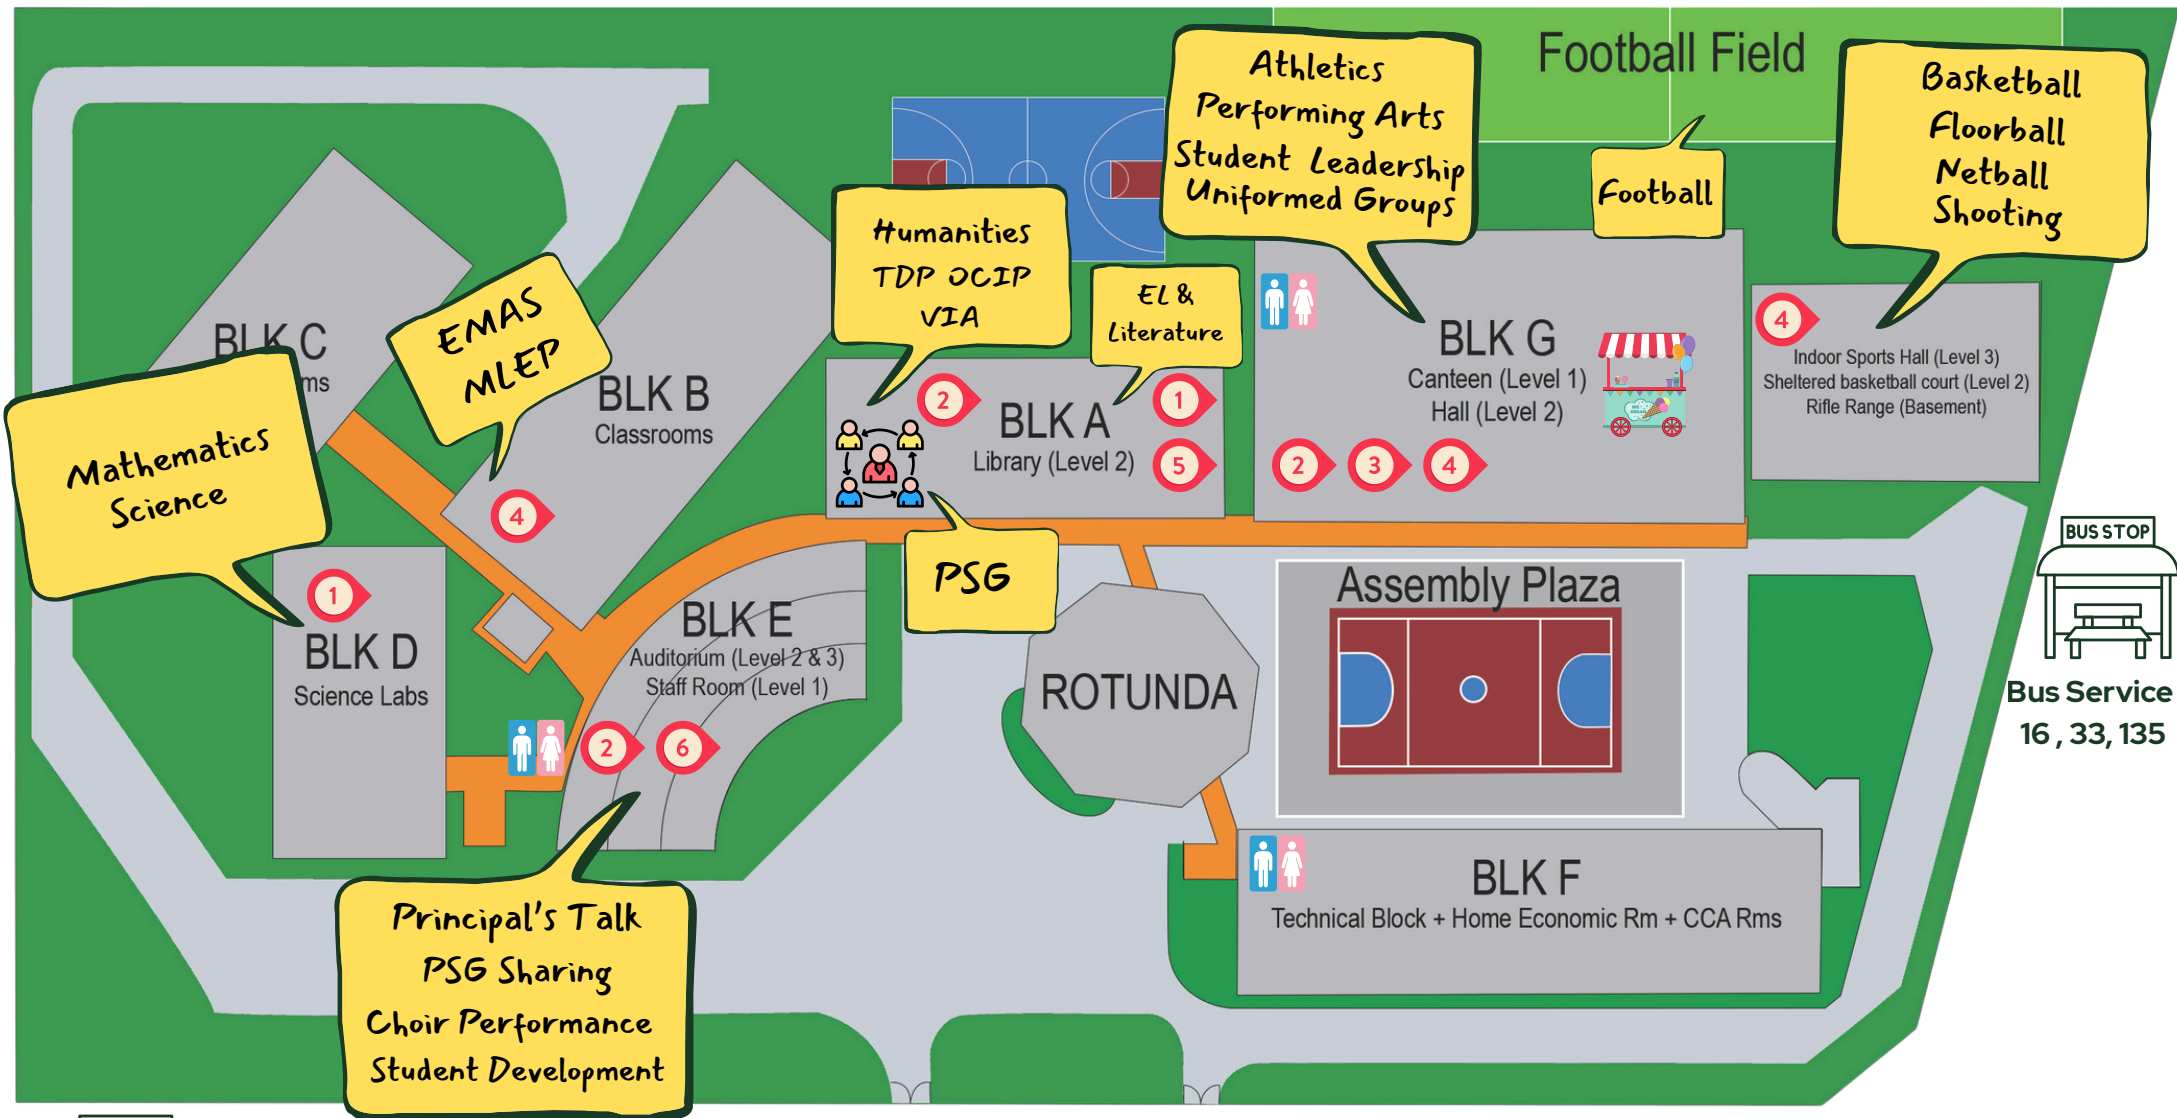 Football Field
Athletics
Performing Arts
Student Leadership
Uniformed Groups
Football
Basketball
Floorball
Netball
Shooting
Humanities
TDP OCIP
VIA
EL &
Literature
EMAS
MLEP
BLK C
ms
Mathematics
Science
BLK B
Classrooms
4
2
BLK A
Library (Level 2)
1
5
PSG
BLK G
Canteen (Level 1)
Hall (Level 2)
2
3
4
4
Indoor Sports Hall (Level 3)
Sheltered basketball court (Level 2)
Rifle Range (Basement)
BUS STOP
Bus Service
16 , 33, 135
1
BLK D
Science Labs
BLK E
Auditorium (Level 2 & 3)
Staff Room (Level 1)
2
6
ROTUNDA
Assembly Plaza
BLK F
Technical Block + Home Economic Rm + CCA Rms
Principal's Talk
PSG Sharing
Choir Performance
Student Development